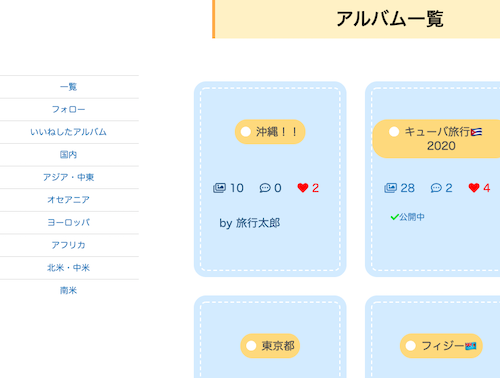 アルバム一覧
一覧
フォロー
いいねしたアルバム
国内
アジア・中東
オセアニア
ヨーロッパ
アフリカ
北米・中米
南米
沖縄！！
10 0 2
by 旅行太郎
キューバ旅行🇨🇺
2020
28 2 4
公開中
東京都
フィジー🇫🇯